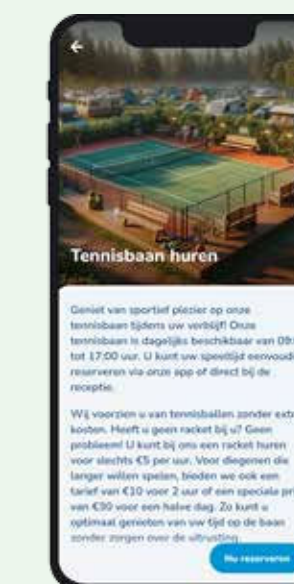 Tennisbaan huren
Geniet van sportief plezier op onze
tennisbaan tijdens uw verblijf! Onze
tennisbaan is dagelijks beschikbaar van 09:
tot 17:00 uur. U kunt uw speeltijd eenvoudi
reserveren via onze app of direct bij de
receptie.
Wij voorzien u van tennisballen zonder extr
kosten. Heeft u geen racket bij u? Geen
probleem! U kunt bij ons een racket huren
voor slechts €5 per uur. Voor diegenen die
langer willen spelen, bieden we ook een
tarief van €10 voor 2 uur of een speciale pri
van €30 voor een halve dag. Zo kunt u
optimaal genieten van uw tijd op de baan
zonder zorgen over de uitrusting.
Nu reserveren